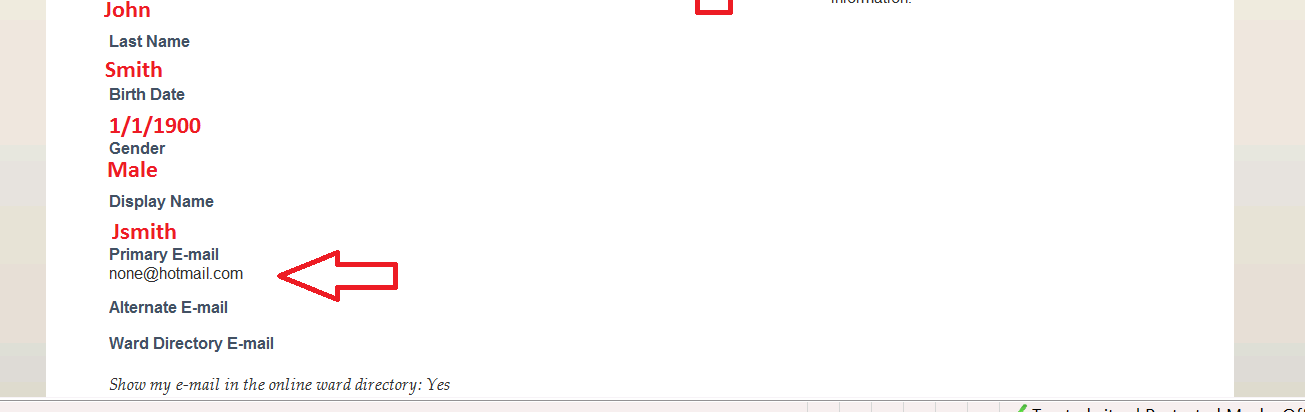 John
information.
Last Name
Smith
Birth Date
1/1/1900
Gender
Male
Display Name
Jsmith
Primary E-mail
none@hotmail.com
Alternate E-mail
Ward Directory E-mail
Show my e-mail in the online ward directory: Yes